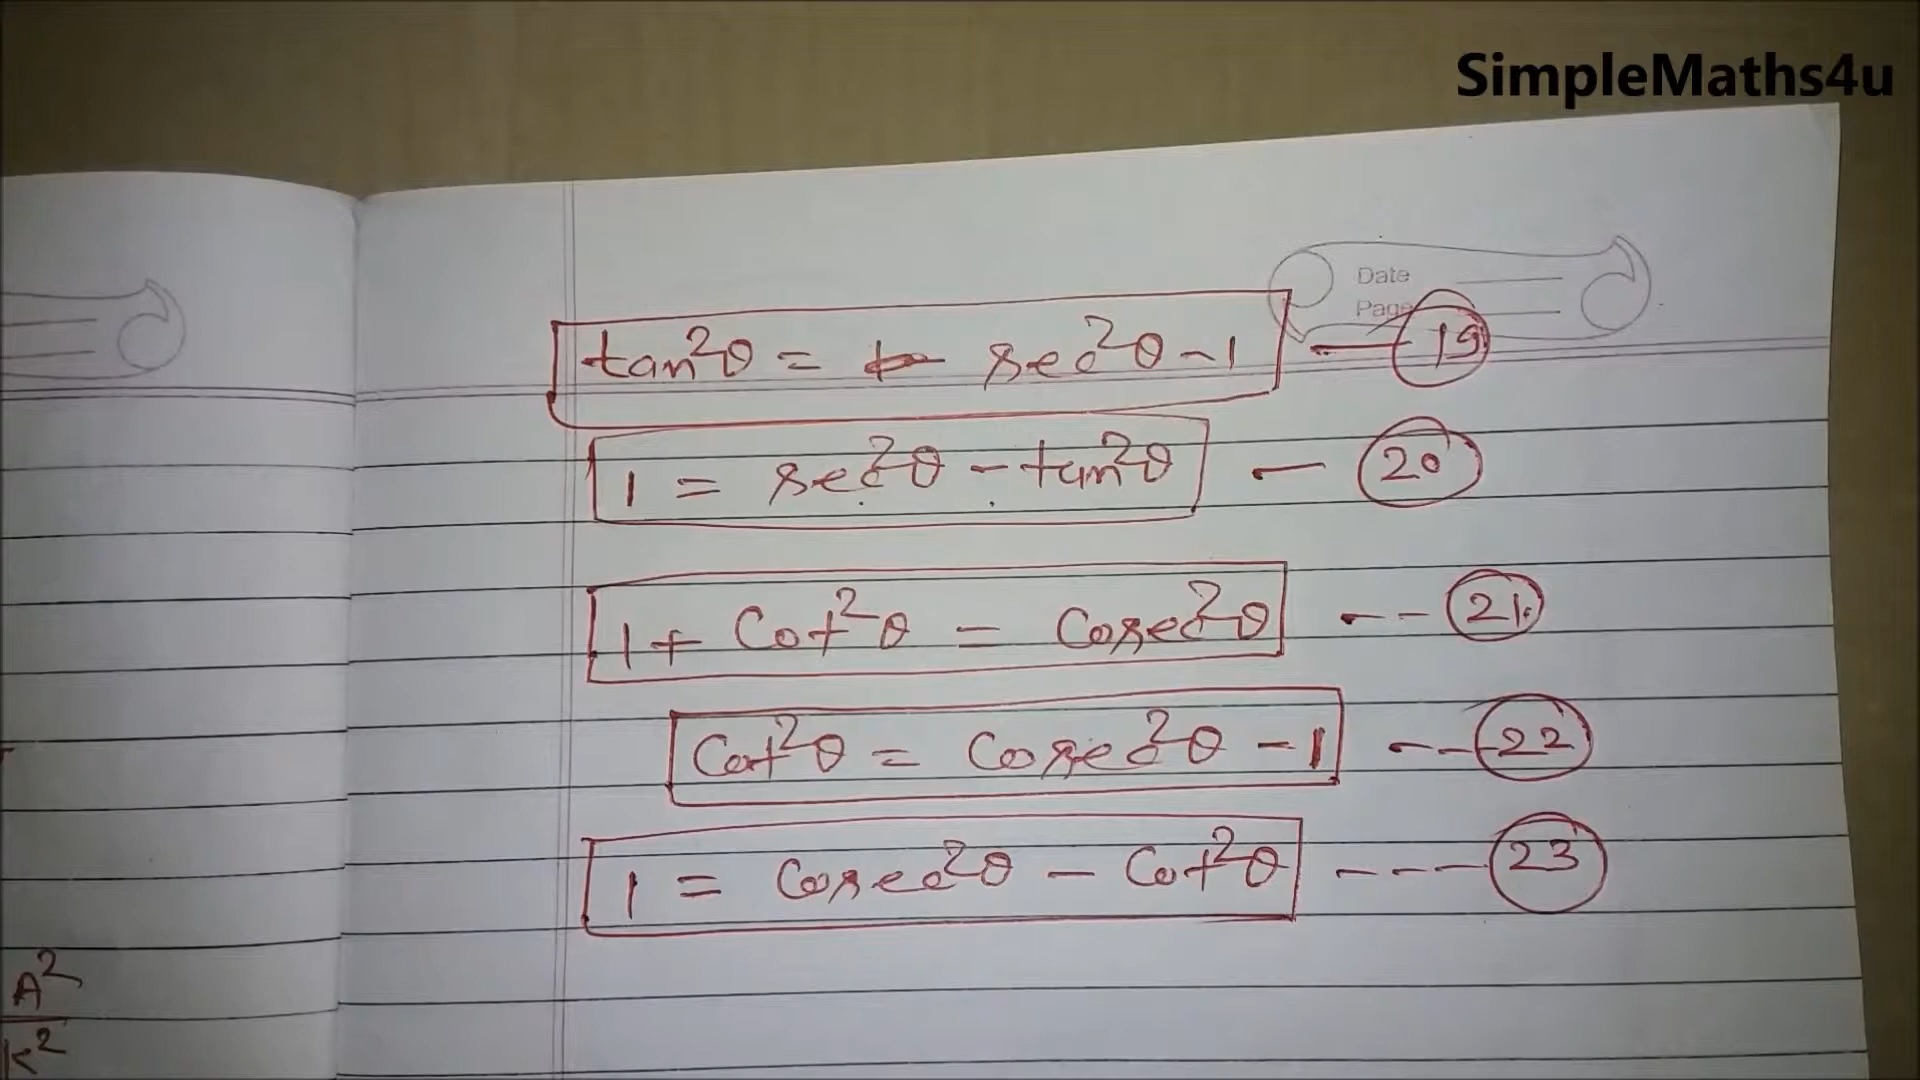 SimpleMaths4u
Date
Page
tan²θ = sec²θ - 1 — 19
1 = sec²θ - tan²θ — 20
1 + Cot²θ = Cosec²θ -- 21
Cot²θ = Cosec²θ - 1 -- 22
1 = Cosec²θ - Cot²θ --- 23
A²
K²